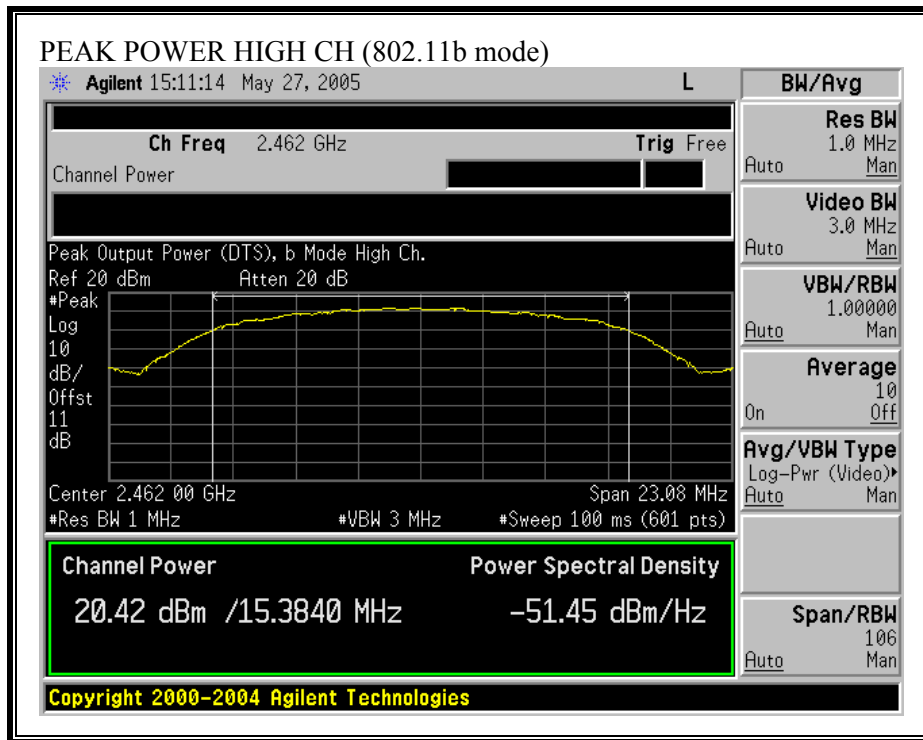 PEAK POWER HIGH CH (802.11b mode)
Agilent 15:11:14 May 27, 2005 L
BW/Avg
Ch Freq 2.462 GHz Trig Free
Channel Power
Peak Output Power (DTS), b Mode High Ch.
Ref 20 dBm Atten 20 dB
#Peak
Log
10
dB/
Offst
11
dB
Center 2.462 00 GHz Span 23.08 MHz
#Res BW 1 MHz #VBW 3 MHz #Sweep 100 ms (601 pts)
Channel Power Power Spectral Density
20.42 dBm /15.3840 MHz -51.45 dBm/Hz
Copyright 2000-2004 Agilent Technologies
Res BW
1.0 MHz
Auto Man
Video BW
3.0 MHz
Auto Man
VBW/RBW
1.00000
Auto Man
Average
10
On Off
Avg/VBW Type
Log-Pwr (Video)
Auto Man
Span/RBW
106
Auto Man